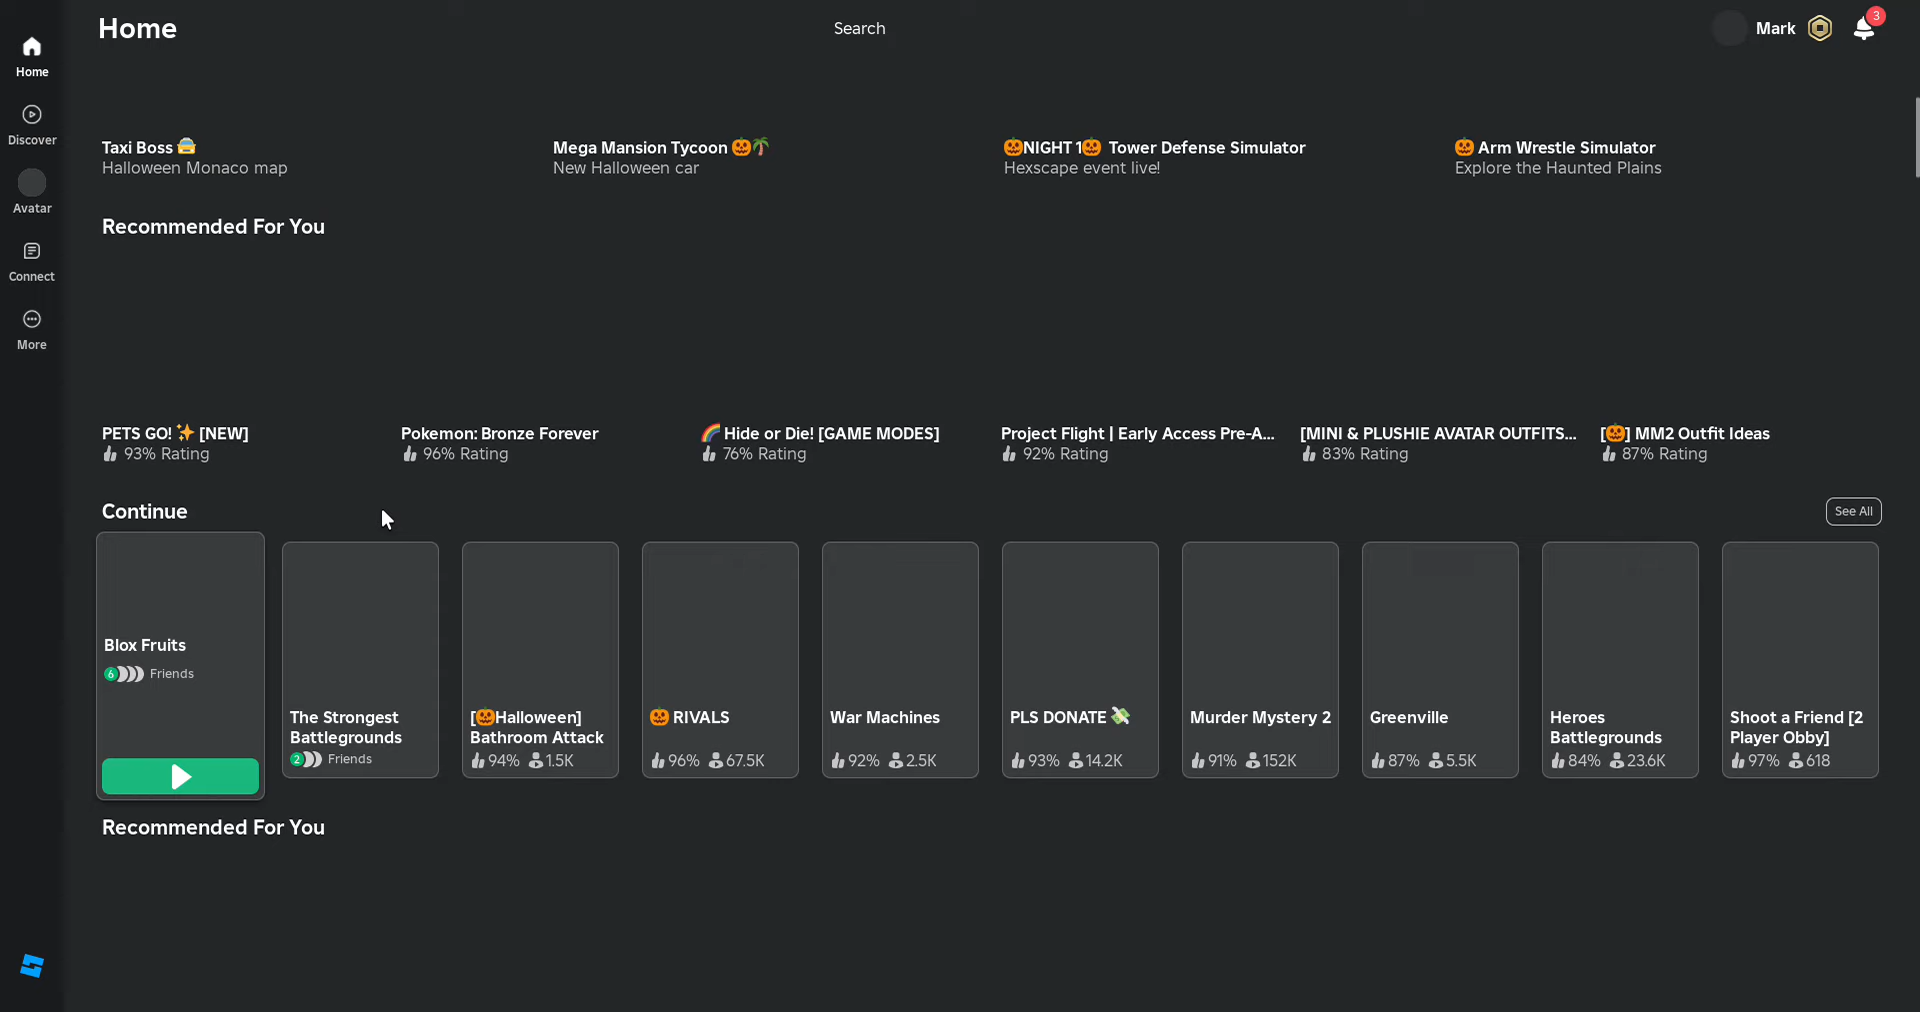 Home
Search
Mark
3
Home
Discover
Avatar
Connect
More
Taxi Boss 🚖
Halloween Monaco map
Mega Mansion Tycoon 🎃🌴
New Halloween car
🎃NIGHT 1🎃 Tower Defense Simulator
Hexscape event live!
🎃 Arm Wrestle Simulator
Explore the Haunted Plains
Recommended For You
PETS GO! ✨ [NEW]
93% Rating
Pokemon: Bronze Forever
96% Rating
🌈 Hide or Die! [GAME MODES]
76% Rating
Project Flight | Early Access Pre-A...
92% Rating
[MINI & PLUSHIE AVATAR OUTFITS...
83% Rating
[🎃] MM2 Outfit Ideas
87% Rating
Continue
See All
Blox Fruits
6 Friends
The Strongest
Battlegrounds
2 Friends
[🎃Halloween]
Bathroom Attack
94% 1.5K
🎃 RIVALS
96% 67.5K
War Machines
92% 2.5K
PLS DONATE 💸
93% 14.2K
Murder Mystery 2
91% 152K
Greenville
87% 5.5K
Heroes
Battlegrounds
84% 23.6K
Shoot a Friend [2
Player Obby]
97% 618
Recommended For You